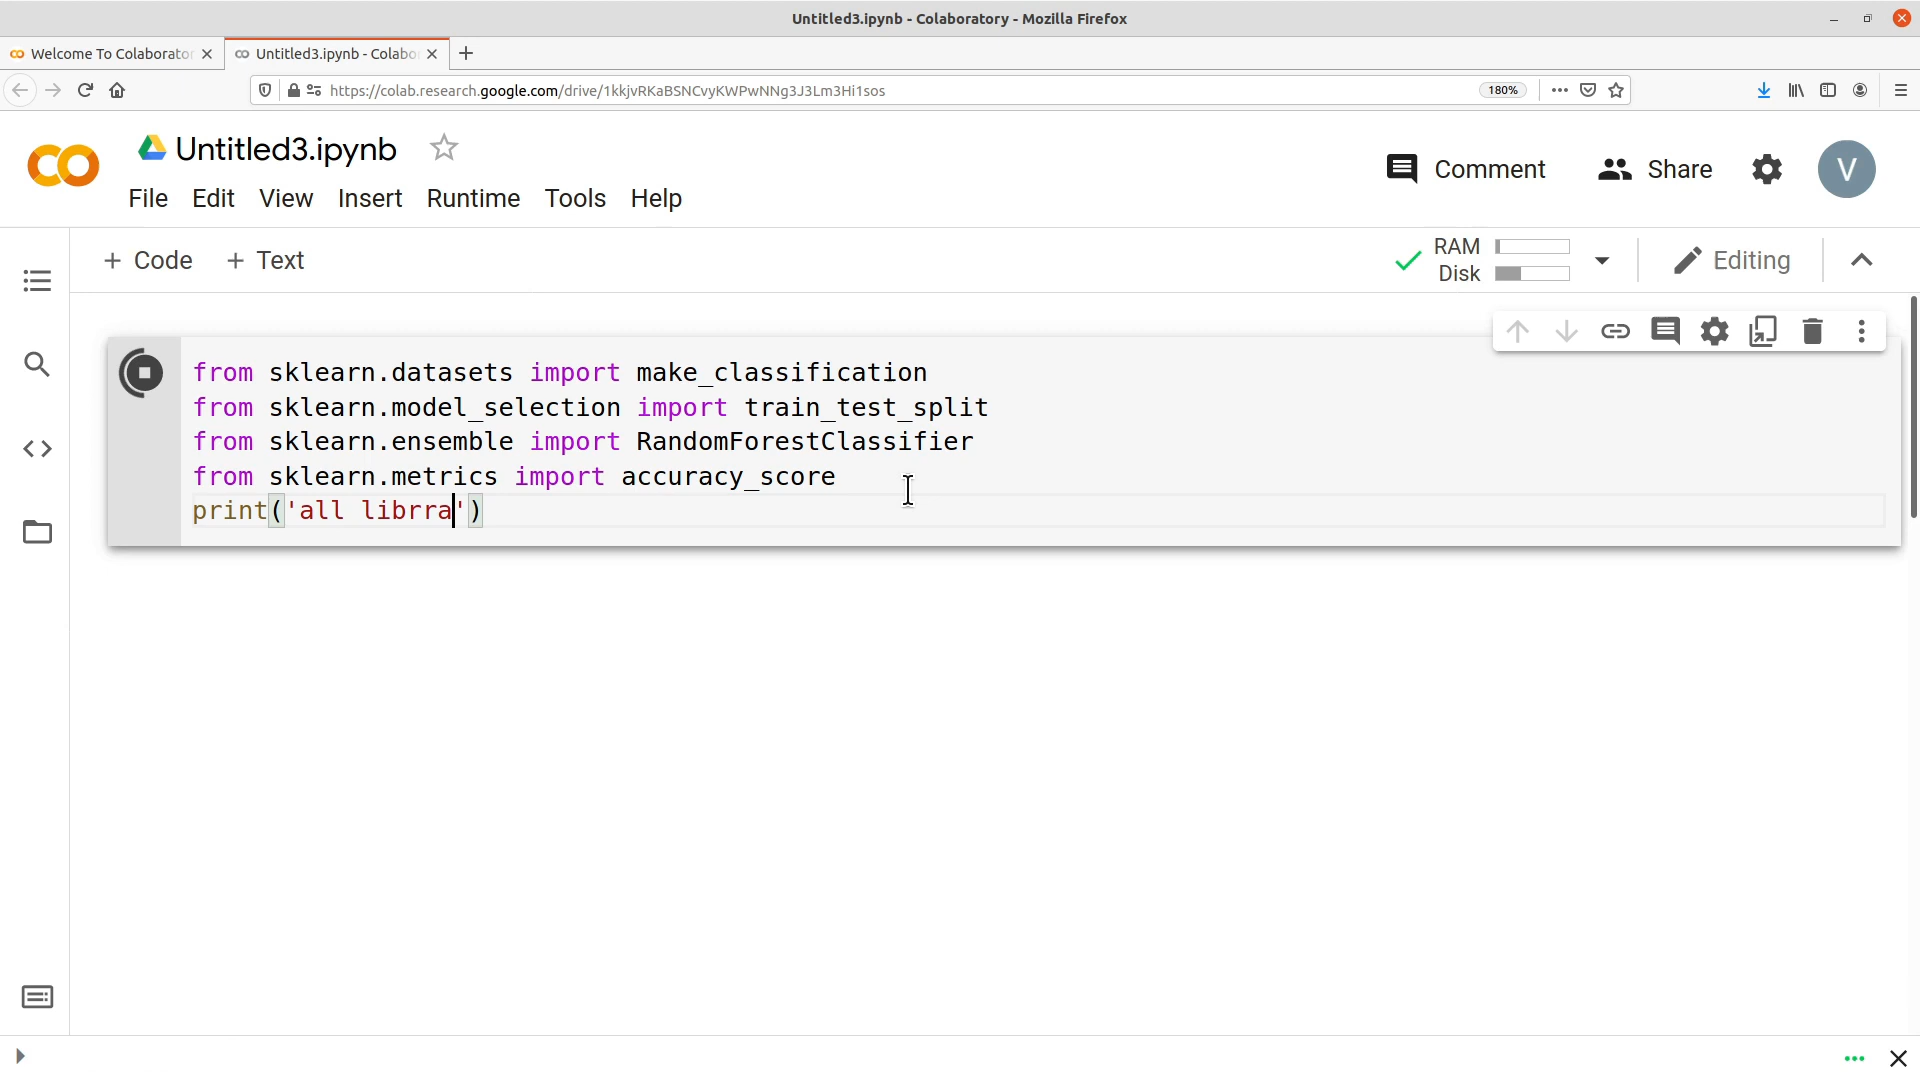 Untitled3.ipynb - Colaboratory - Mozilla Firefox
Welcome To Colaborator
Untitled3.ipynb - Colabo
https://colab.research.google.com/drive/1kkjvRKaBSNCvyKWPwNNg3J3Lm3Hi1sos
180%
Untitled3.ipynb
Comment
Share
V
File Edit View Insert Runtime Tools Help
+ Code + Text
RAM
Disk
Editing
from sklearn.datasets import make_classification
from sklearn.model_selection import train_test_split
from sklearn.ensemble import RandomForestClassifier
from sklearn.metrics import accuracy_score
print('all librra')